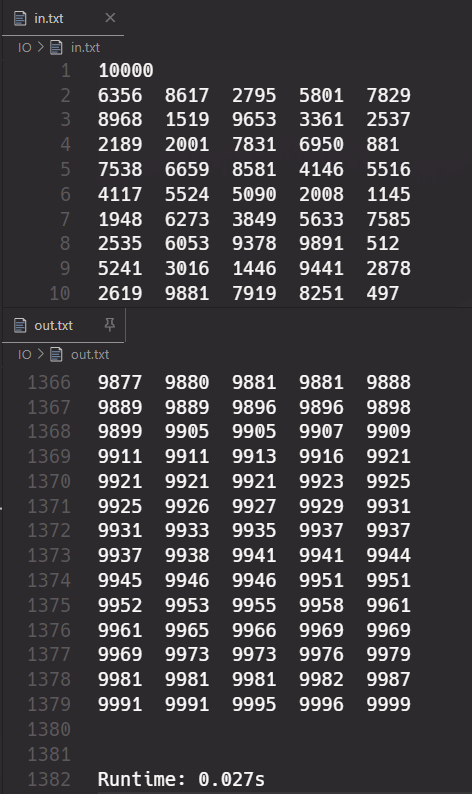 in.txt ×
IO > in.txt
1 10000
2 6356 8617 2795 5801 7829
3 8968 1519 9653 3361 2537
4 2189 2001 7831 6950 881
5 7538 6659 8581 4146 5516
6 4117 5524 5090 2008 1145
7 1948 6273 3849 5633 7585
8 2535 6053 9378 9891 512
9 5241 3016 1446 9441 2878
10 2619 9881 7919 8251 497
out.txt
IO > out.txt
1366 9877 9880 9881 9881 9888
1367 9889 9889 9896 9896 9898
1368 9899 9905 9905 9907 9909
1369 9911 9911 9913 9916 9921
1370 9921 9921 9921 9923 9925
1371 9925 9926 9927 9929 9931
1372 9931 9933 9935 9937 9937
1373 9937 9938 9941 9941 9944
1374 9945 9946 9946 9951 9951
1375 9952 9953 9955 9958 9961
1376 9961 9965 9966 9969 9969
1377 9969 9973 9973 9976 9979
1378 9981 9981 9981 9982 9987
1379 9991 9991 9995 9996 9999
1380
1381
1382 Runtime: 0.027s